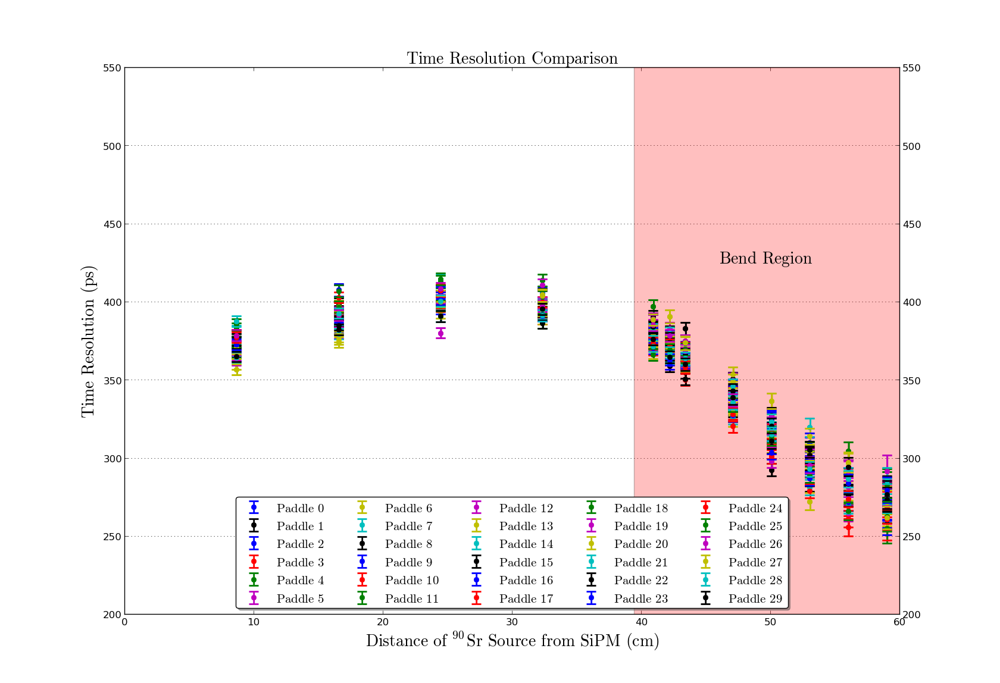 Time Resolution Comparison
550 550
500 500
450 450
Bend Region
400 400
350 350
300 300
250 250
200 200
Time Resolution (ps)
Paddle 0 Paddle 6 Paddle 12 Paddle 18 Paddle 24
Paddle 1 Paddle 7 Paddle 13 Paddle 19 Paddle 25
Paddle 2 Paddle 8 Paddle 14 Paddle 20 Paddle 26
Paddle 3 Paddle 9 Paddle 15 Paddle 21 Paddle 27
Paddle 4 Paddle 10 Paddle 16 Paddle 22 Paddle 28
Paddle 5 Paddle 11 Paddle 17 Paddle 23 Paddle 29
0 10 20 30 40 50 60
Distance of ⁹⁰Sr Source from SiPM (cm)